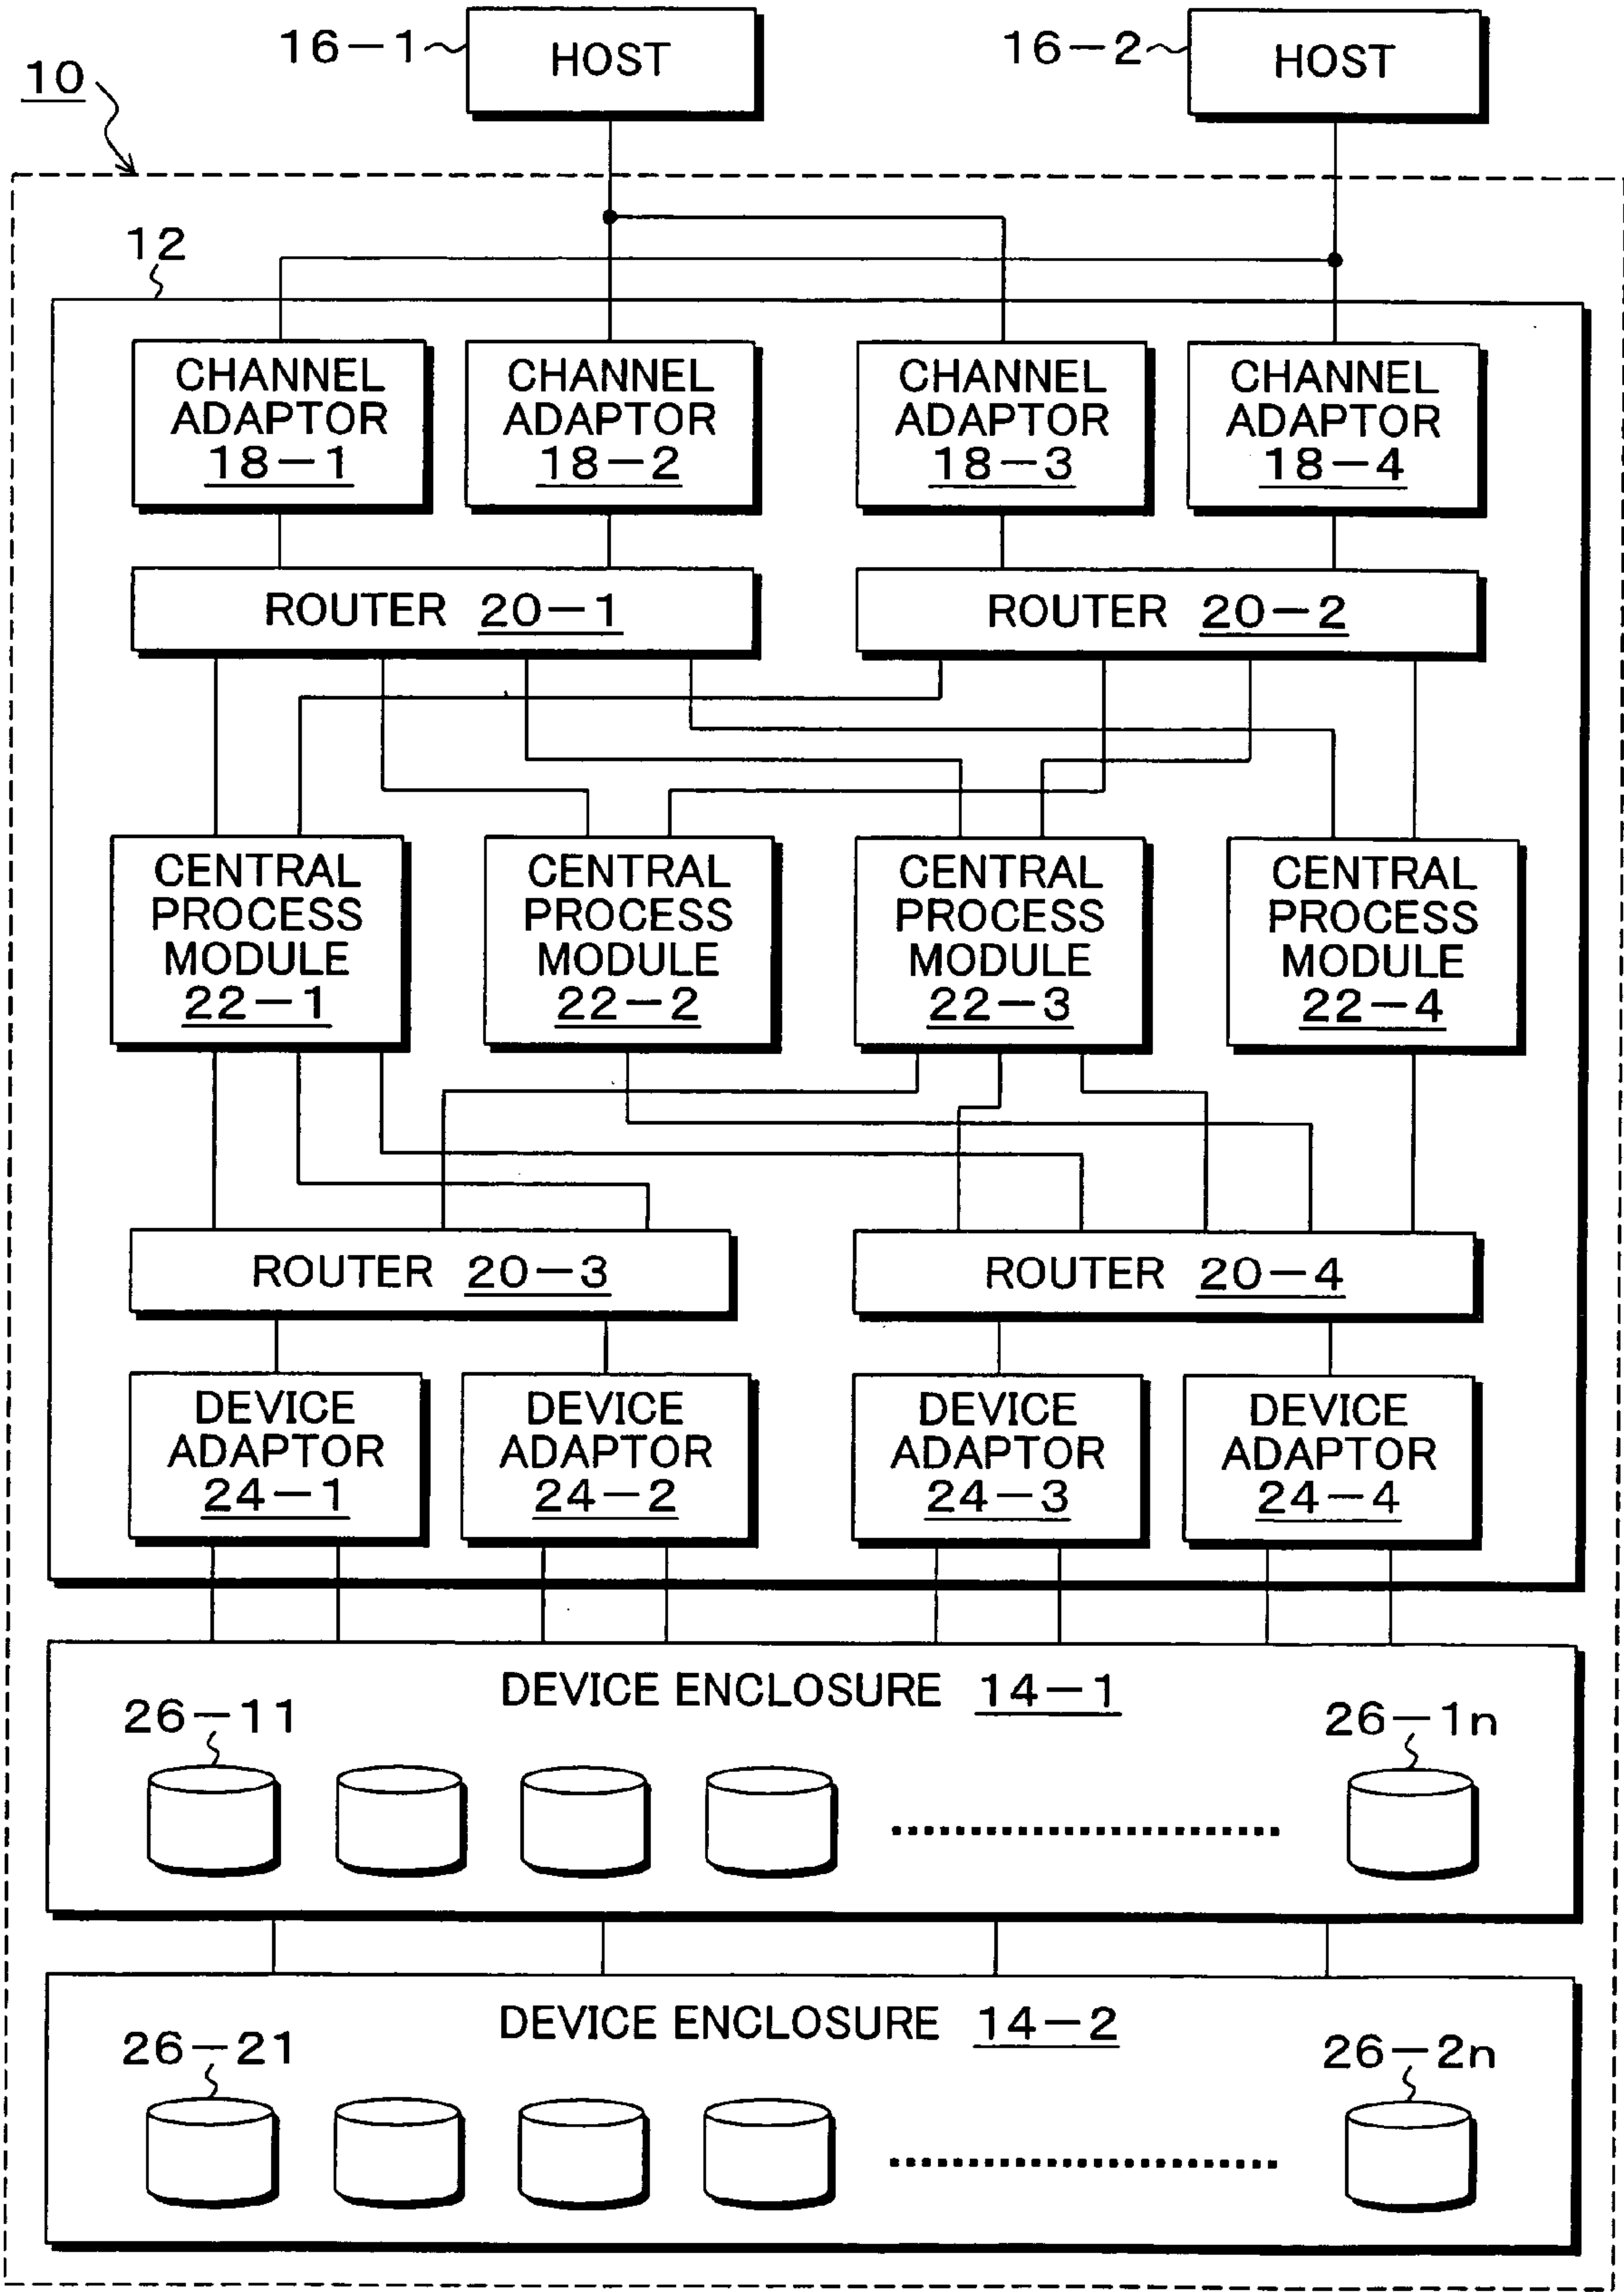 16-1
HOST
16-2
HOST
10
12
CHANNEL
ADAPTOR
18-1
CHANNEL
ADAPTOR
18-2
CHANNEL
ADAPTOR
18-3
CHANNEL
ADAPTOR
18-4
ROUTER 20-1
ROUTER 20-2
CENTRAL
PROCESS
MODULE
22-1
CENTRAL
PROCESS
MODULE
22-2
CENTRAL
PROCESS
MODULE
22-3
CENTRAL
PROCESS
MODULE
22-4
ROUTER 20-3
ROUTER 20-4
DEVICE
ADAPTOR
24-1
DEVICE
ADAPTOR
24-2
DEVICE
ADAPTOR
24-3
DEVICE
ADAPTOR
24-4
DEVICE ENCLOSURE 14-1
26-11
26-1n
DEVICE ENCLOSURE 14-2
26-21
26-2n